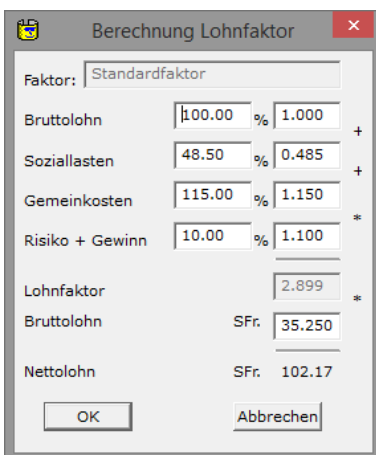 Berechnung Lohnfaktor ×
Faktor: Standardfaktor
Bruttolohn 100.00 % 1.000 +
Soziallasten 48.50 % 0.485 +
Gemeinkosten 115.00 % 1.150 *
Risiko + Gewinn 10.00 % 1.100
Lohnfaktor 2.899 *
Bruttolohn SFr. 35.250
Nettolohn SFr. 102.17
OK Abbrechen